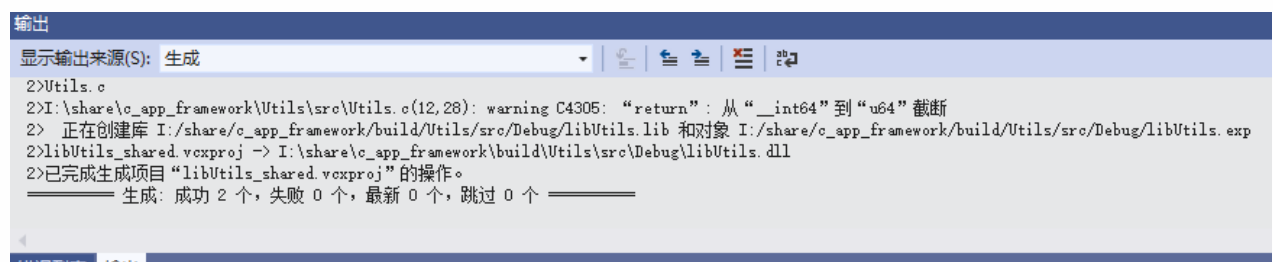 输出
显示输出来源(S): 生成
2>Utils.c
2>I:\share\c_app_framework\Utils\src\Utils.c(12,28): warning C4305: “return”: 从“__int64”到“u64”截断
2>  正在创建库 I:/share/c_app_framework/build/Utils/src/Debug/libUtils.lib 和对象 I:/share/c_app_framework/build/Utils/src/Debug/libUtils.exp
2>libUtils_shared.vcxproj -> I:\share\c_app_framework\build\Utils\src\Debug\libUtils.dll
2>已完成生成项目“libUtils_shared.vcxproj”的操作。
========== 生成: 成功 2 个，失败 0 个，最新 0 个，跳过 0 个 ==========